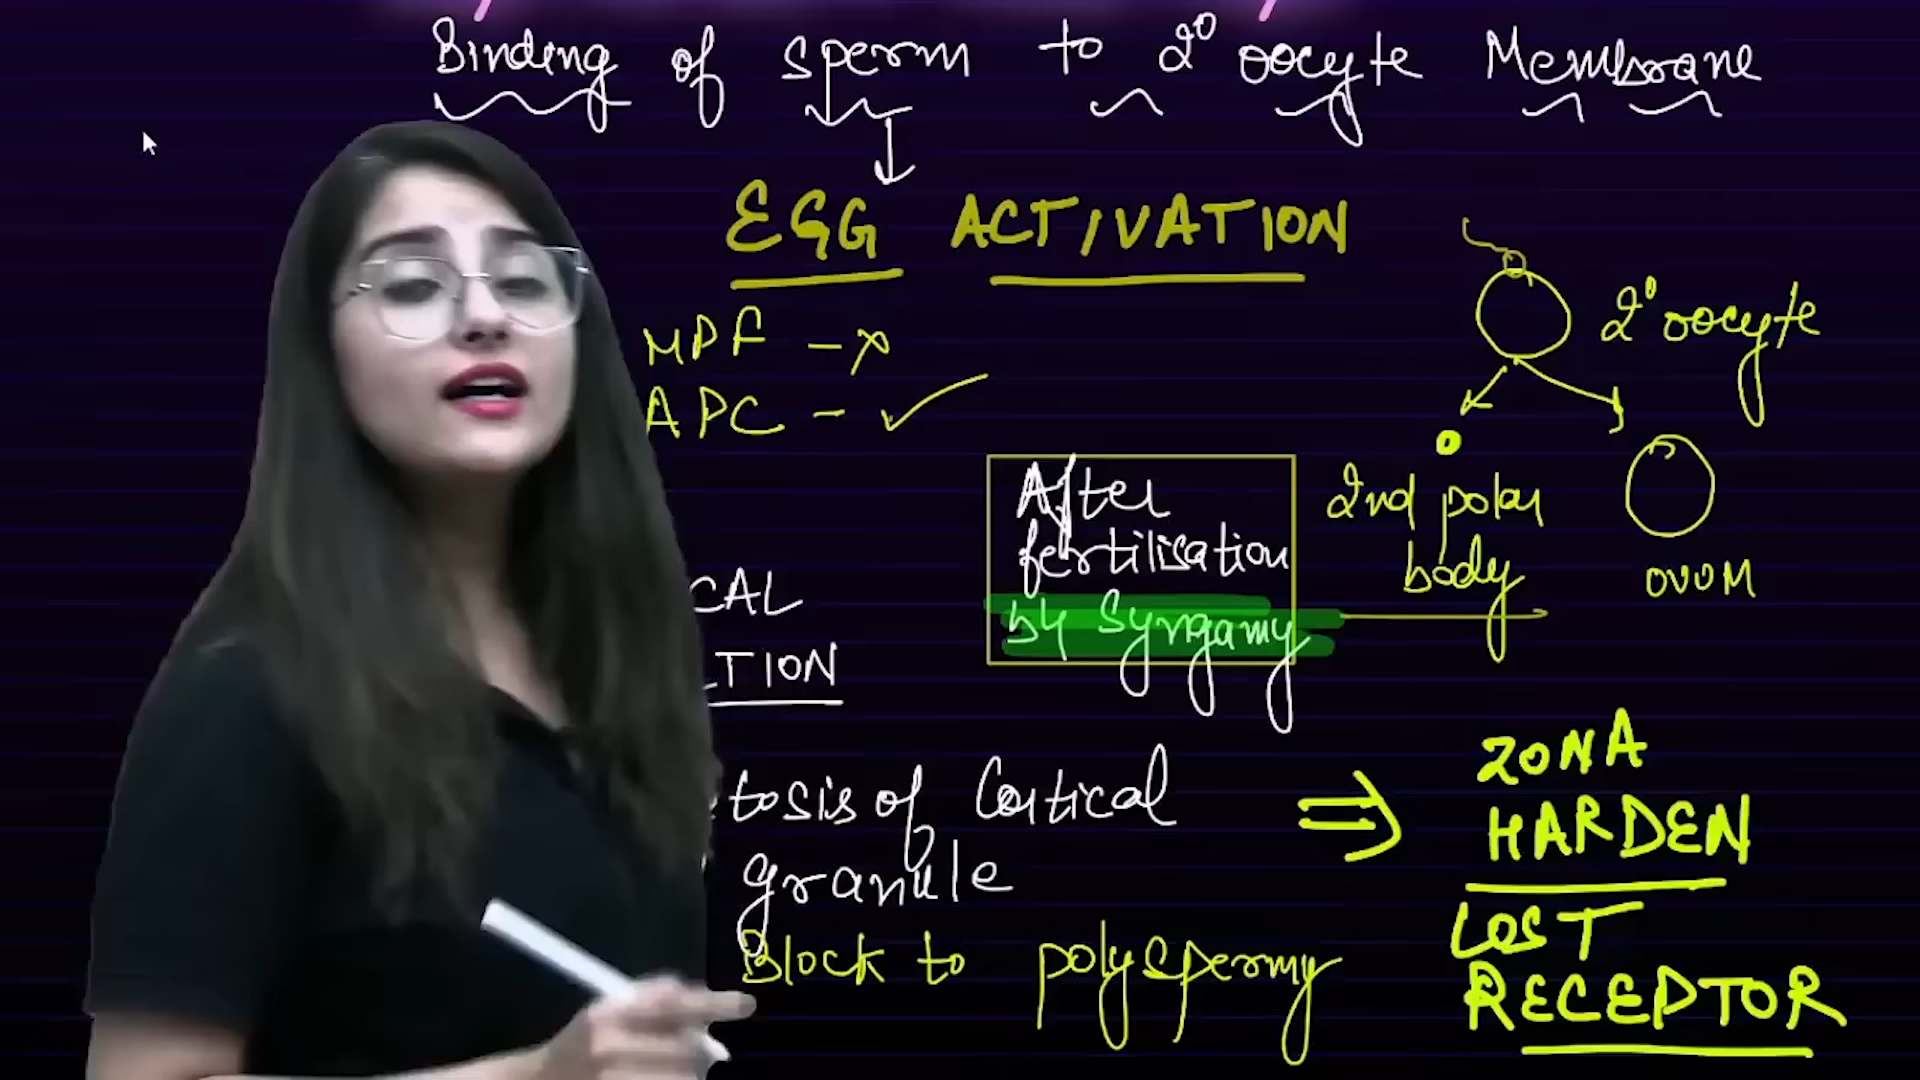 Binding of sperm to 2° oocyte Membrane
EGG ACTIVATION
MPF - x
APC - ✓
2° oocyte
2nd polar
body
OVUM
After
fertilisation
by Syngamy
CAL
TION
tosis of Cortical
granule
Block to polyspermy
⇒
ZONA
HARDEN
LOST
RECEPTOR